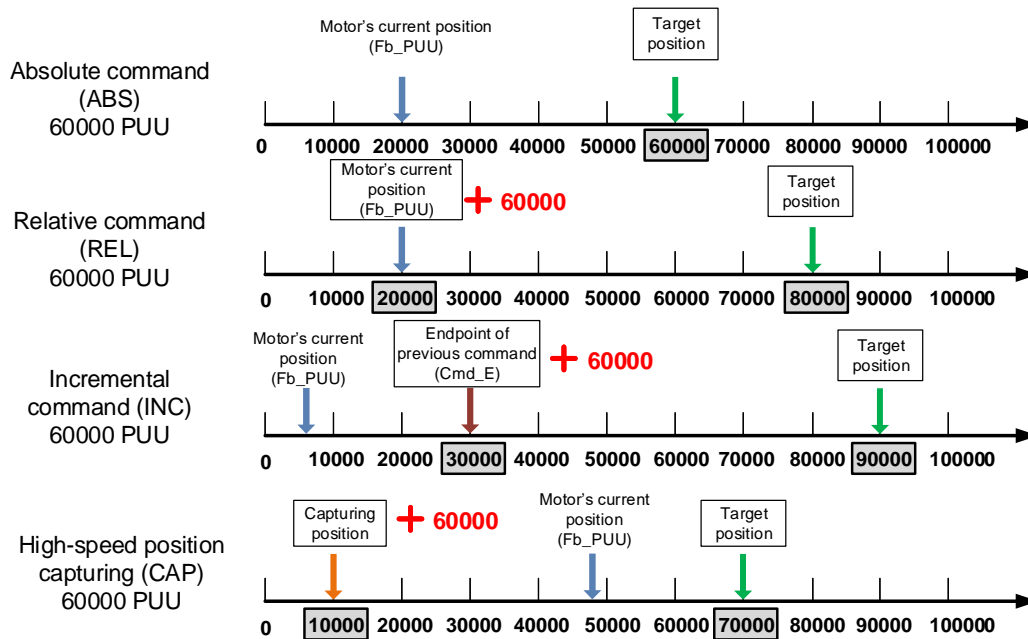 Absolute command
(ABS)
60000 PUU
Motor's current position
(Fb_PUU)
Target
position
0 10000 20000 30000 40000 50000 60000 70000 80000 90000 100000
Relative command
(REL)
60000 PUU
Motor's current
position
(Fb_PUU)
+ 60000
Target
position
0 10000 20000 30000 40000 50000 60000 70000 80000 90000 100000
Incremental
command (INC)
60000 PUU
Motor's current
position
(Fb_PUU)
Endpoint of
previous command
(Cmd_E)
+ 60000
Target
position
0 10000 20000 30000 40000 50000 60000 70000 80000 90000 100000
High-speed position
capturing (CAP)
60000 PUU
Capturing
position
+ 60000
Motor's current
position
(Fb_PUU)
Target
position
0 10000 20000 30000 40000 50000 60000 70000 80000 90000 100000